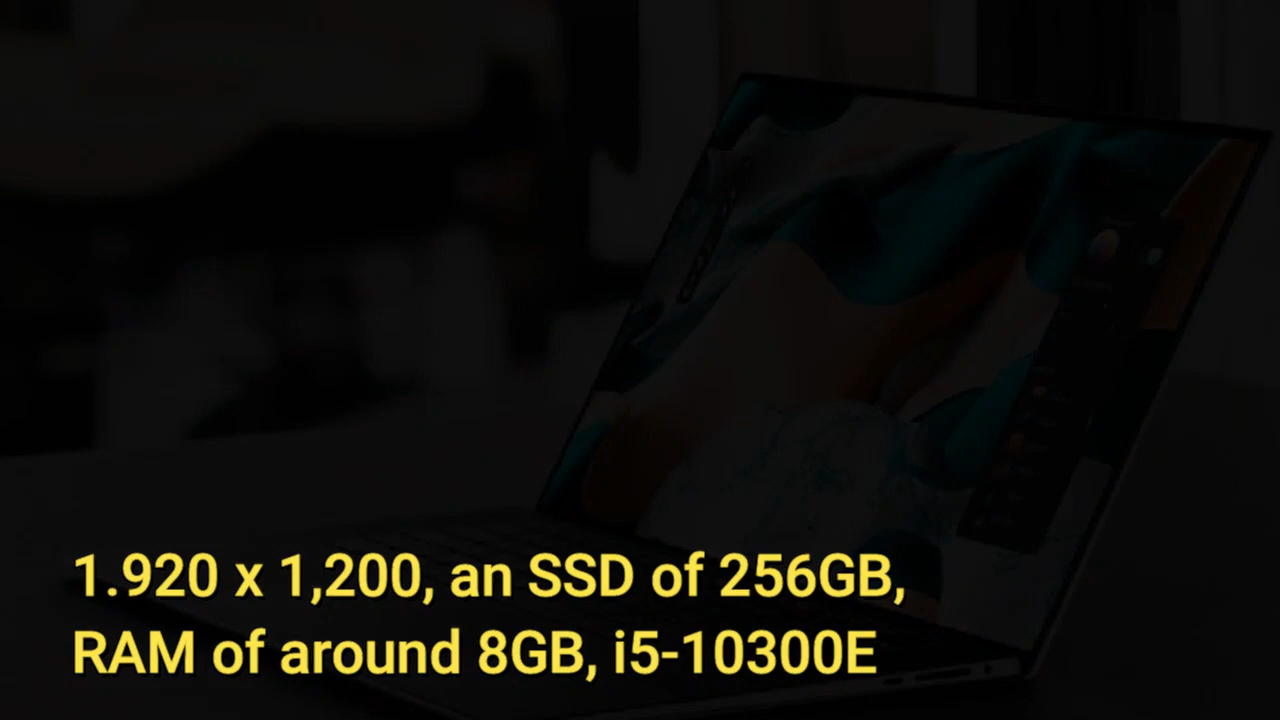 1.920 x 1,200, an SSD of 256GB,
RAM of around 8GB, i5-10300E